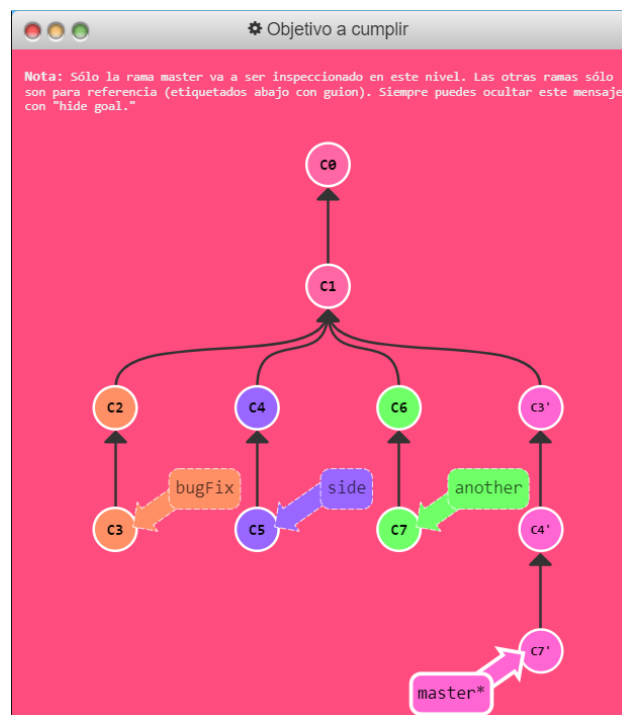 Objetivo a cumplir
Nota: Sólo la rama master va a ser inspeccionado en este nivel. Las otras ramas sólo
son para referencia (etiquetados abajo con guion). Siempre puedes ocultar este mensaje
con "hide goal."
C0
C1
C2
C4
C6
C3'
bugFix
side
another
C3
C5
C7
C4'
C7'
master*